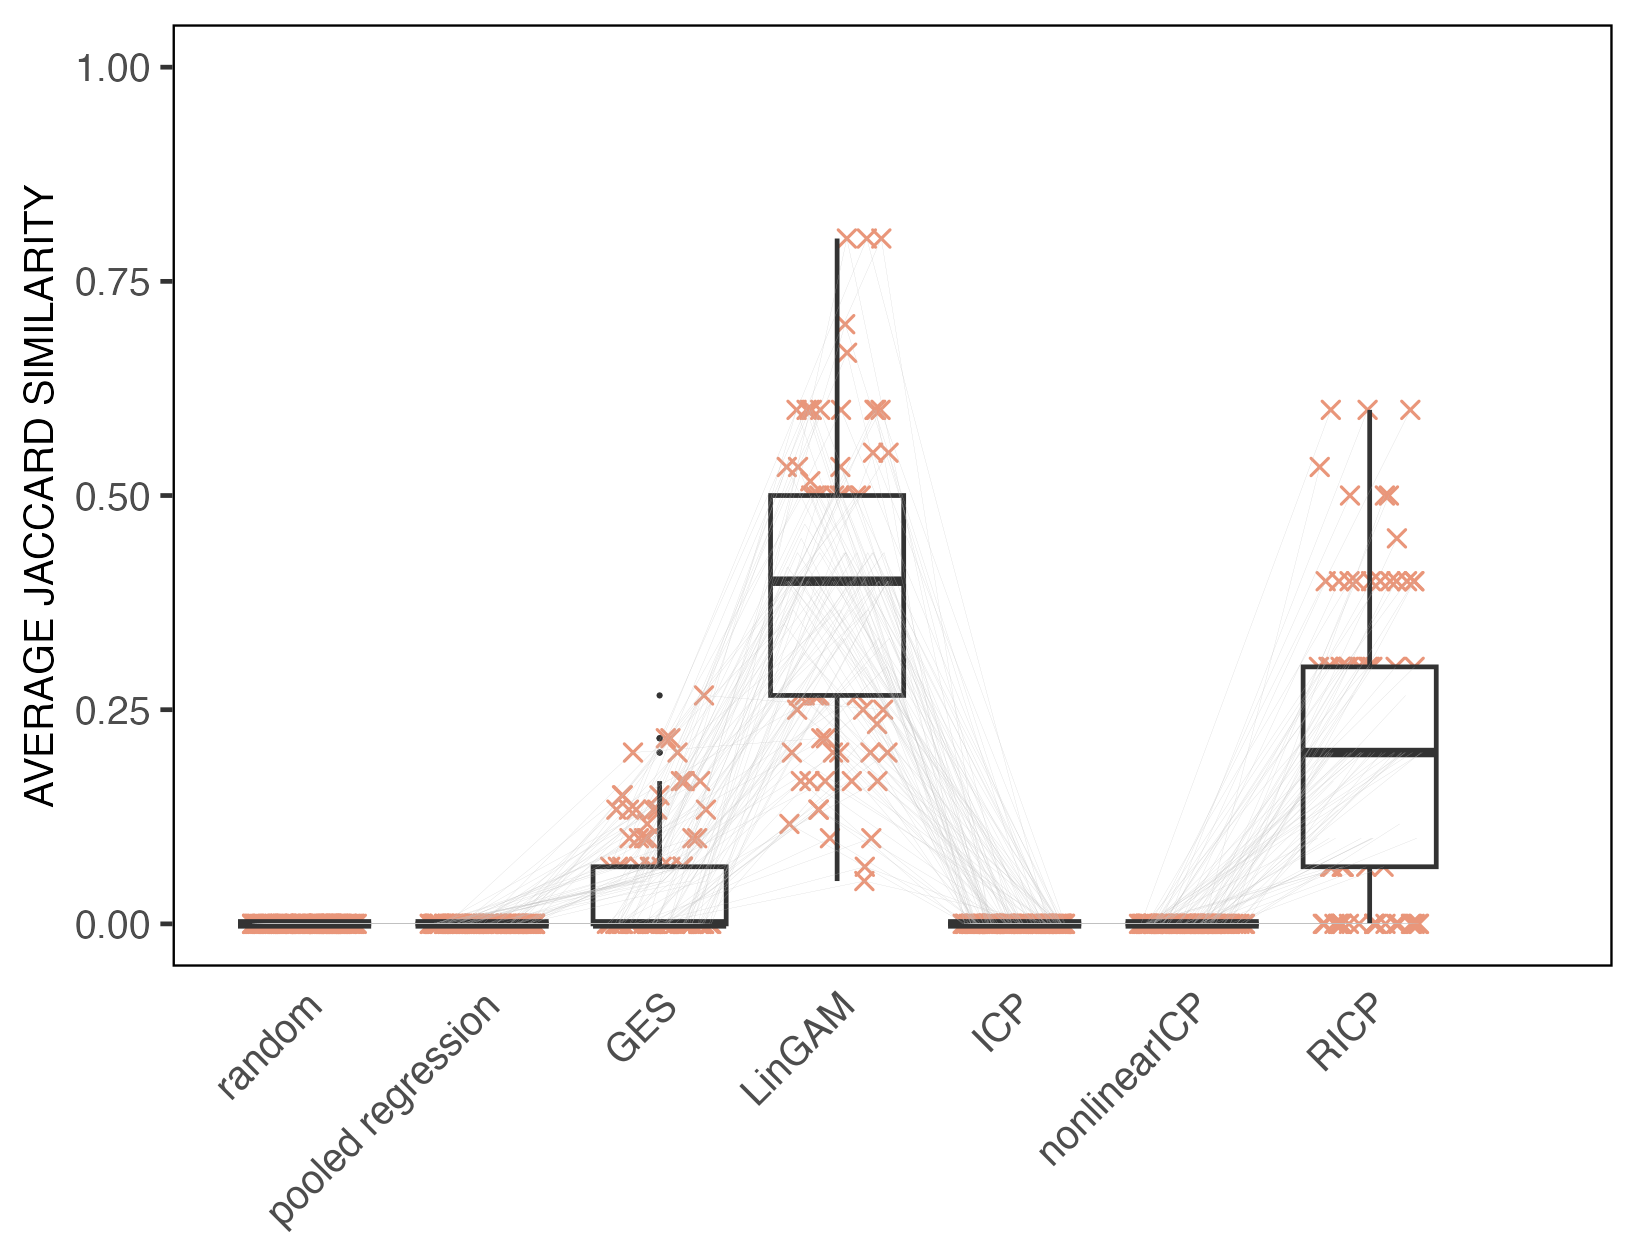 AVERAGE JACCARD SIMILARITY
1.00
0.75
0.50
0.25
0.00
random
pooled regression
GES
LinGAM
ICP
nonlinearICP
RICP